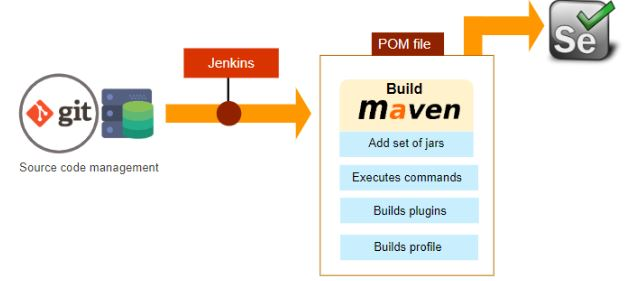 Jenkins
POM file
Se
git
Source code management
Build
maven
Add set of jars
Executes commands
Builds plugins
Builds profile